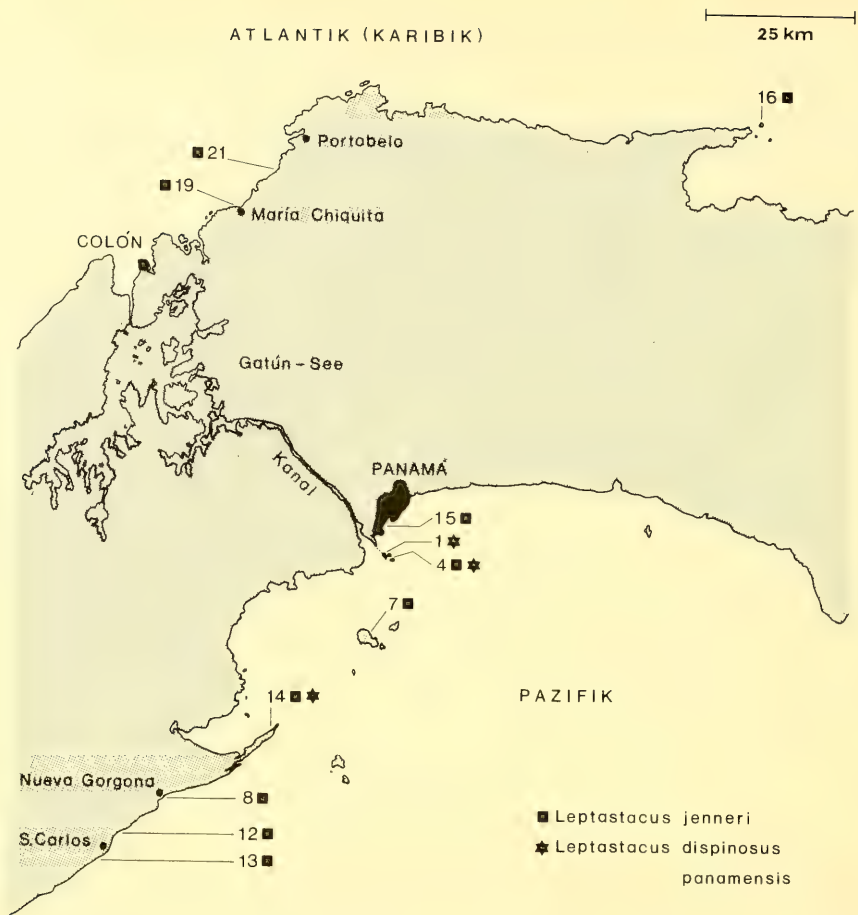 ATLANTIK (KARIBIK)
25 km
16
Portobelo
21
19
María Chiquita
COLÓN
Gatún-See
Kanal
PANAMÁ
15
1
4
7
14
PAZIFIK
Nueva Gorgona
8
S.Carlos
12
13
Leptastacus jenneri
Leptastacus dispinosus
panamensis